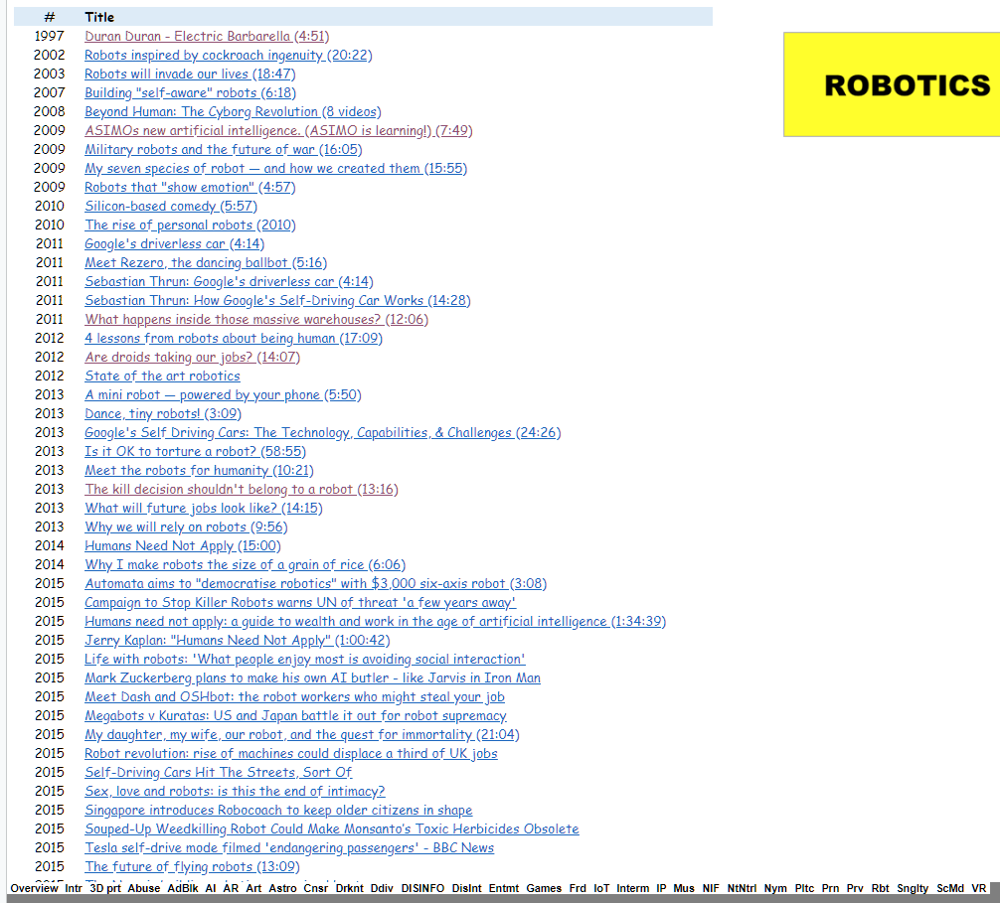 # Title
ROBOTICS
1997 Duran Duran - Electric Barbarella (4:51)
2002 Robots inspired by cockroach ingenuity (20:22)
2003 Robots will invade our lives (18:47)
2007 Building "self-aware" robots (6:18)
2008 Beyond Human: The Cyborg Revolution (8 videos)
2009 ASIMOs new artificial intelligence. (ASIMO is learning!) (7:49)
2009 Military robots and the future of war (16:05)
2009 My seven species of robot — and how we created them (15:55)
2009 Robots that "show emotion" (4:57)
2010 Silicon-based comedy (5:57)
2010 The rise of personal robots (2010)
2011 Google's driverless car (4:14)
2011 Meet Rezero, the dancing ballbot (5:16)
2011 Sebastian Thrun: Google's driverless car (4:14)
2011 Sebastian Thrun: How Google's Self-Driving Car Works (14:28)
2011 What happens inside those massive warehouses? (12:06)
2012 4 lessons from robots about being human (17:09)
2012 Are droids taking our jobs? (14:07)
2012 State of the art robotics
2013 A mini robot — powered by your phone (5:50)
2013 Dance, tiny robots! (3:09)
2013 Google's Self Driving Cars: The Technology, Capabilities, & Challenges (24:26)
2013 Is it OK to torture a robot? (58:55)
2013 Meet the robots for humanity (10:21)
2013 The kill decision shouldn't belong to a robot (13:16)
2013 What will future jobs look like? (14:15)
2013 Why we will rely on robots (9:56)
2014 Humans Need Not Apply (15:00)
2014 Why I make robots the size of a grain of rice (6:06)
2015 Automata aims to "democratise robotics" with $3,000 six-axis robot (3:08)
2015 Campaign to Stop Killer Robots warns UN of threat 'a few years away'
2015 Humans need not apply: a guide to wealth and work in the age of artificial intelligence (1:34:39)
2015 Jerry Kaplan: "Humans Need Not Apply" (1:00:42)
2015 Life with robots: 'What people enjoy most is avoiding social interaction'
2015 Mark Zuckerberg plans to make his own AI butler - like Jarvis in Iron Man
2015 Meet Dash and OSHbot: the robot workers who might steal your job
2015 Megabots v Kuratas: US and Japan battle it out for robot supremacy
2015 My daughter, my wife, our robot, and the quest for immortality (21:04)
2015 Robot revolution: rise of machines could displace a third of UK jobs
2015 Self-Driving Cars Hit The Streets, Sort Of
2015 Sex, love and robots: is this the end of intimacy?
2015 Singapore introduces Robocoach to keep older citizens in shape
2015 Souped-Up Weedkilling Robot Could Make Monsanto's Toxic Herbicides Obsolete
2015 Tesla self-drive mode filmed 'endangering passengers' - BBC News
2015 The future of flying robots (13:09)
Overview Intr 3D prt Abuse AdBlk AI AR Art Astro Cnsr Drknt Ddiv DISINFO DisInt Entmt Games Frd IoT Interm IP Mus NIF NtNtrl Nym Pltc Prn Prv Rbt Snglty ScMd VR